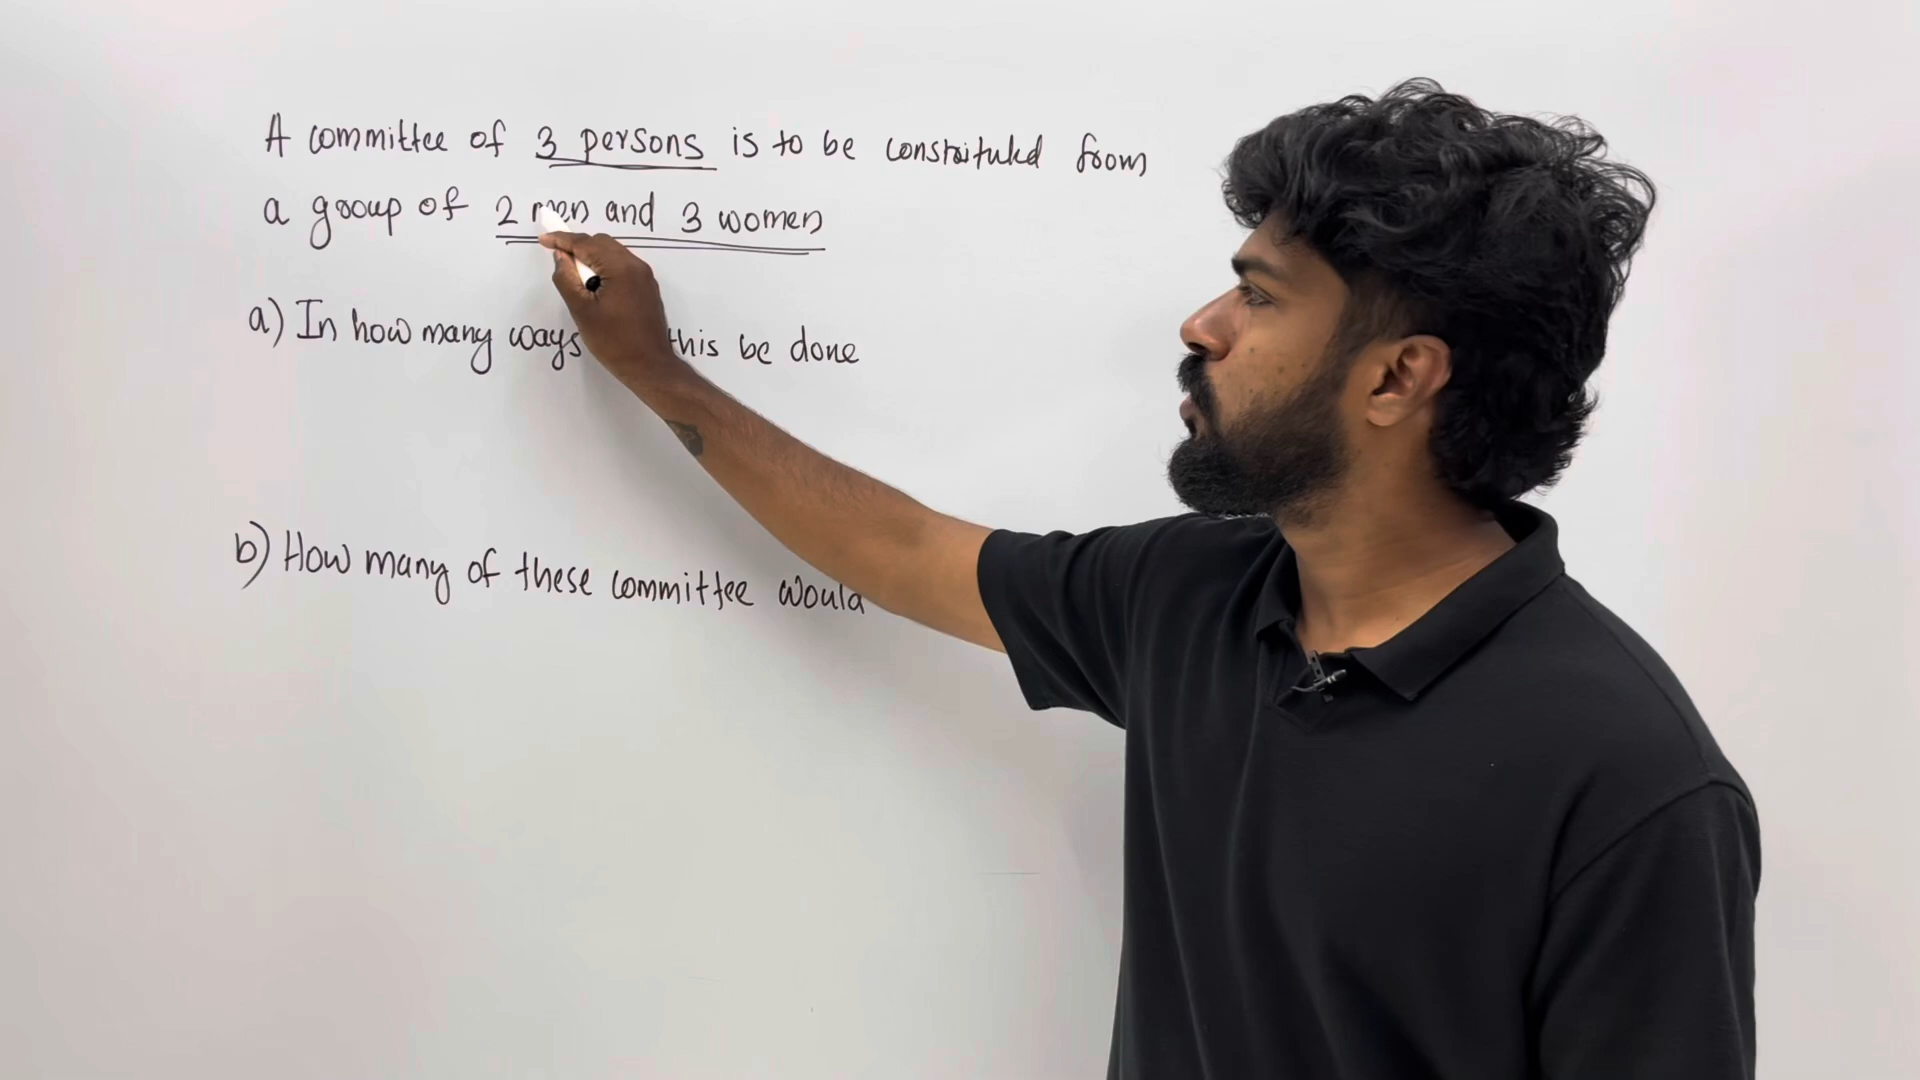 A committee of 3 persons is to be constituted from
a group of 2 men and 3 women
a) In how many ways this be done
b) How many of these committee would